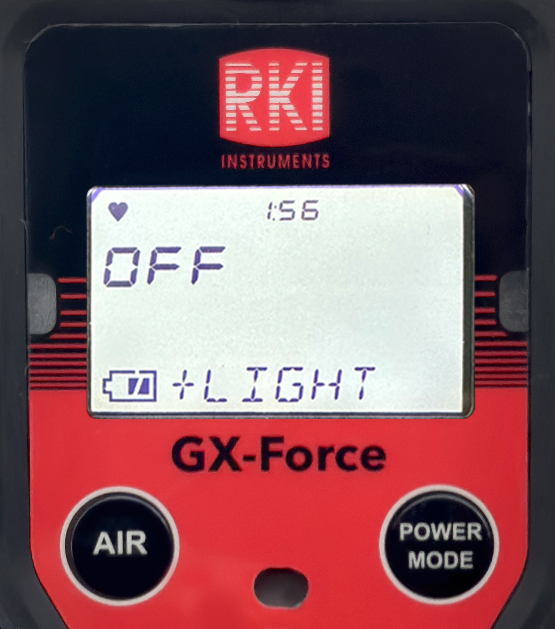 RKI
INSTRUMENTS
1:56
OFF
+LIGHT
GX-Force
AIR
POWER
MODE